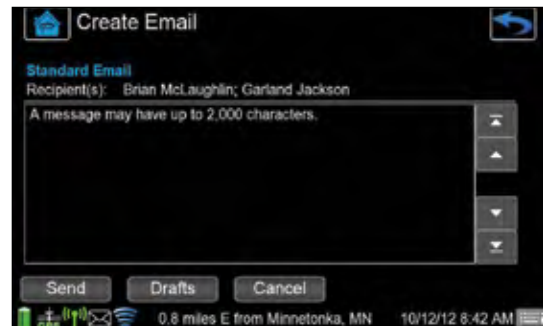 Create Email
Standard Email
Recipient(s): Brian McLaughlin; Garland Jackson
A message may have up to 2,000 characters.
Send Drafts Cancel
0.8 miles E from Minnetonka, MN 10/12/12 8:42 AM